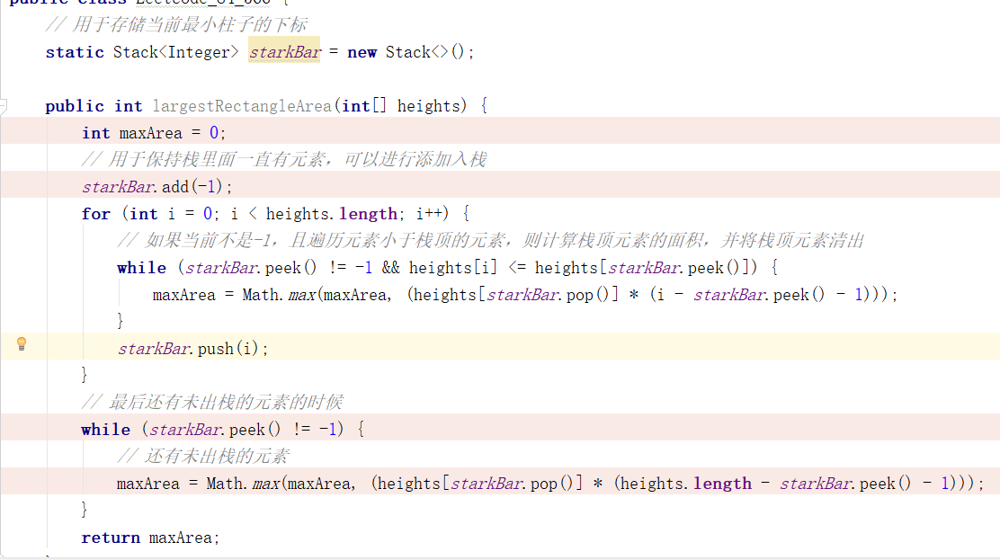 public class Leetcode_84_300 {
// 用于存储当前最小柱子的下标
static Stack<Integer> starkBar = new Stack<>();
public int largestRectangleArea(int[] heights) {
int maxArea = 0;
// 用于保持栈里面一直有元素，可以进行添加入栈
starkBar.add(-1);
for (int i = 0; i < heights.length; i++) {
// 如果当前不是-1，且遍历元素小于栈顶的元素，则计算栈顶元素的面积，并将栈顶元素清出
while (starkBar.peek() != -1 && heights[i] <= heights[starkBar.peek()]) {
maxArea = Math.max(maxArea, (heights[starkBar.pop()] * (i - starkBar.peek() - 1)));
}
starkBar.push(i);
}
// 最后还有未出栈的元素的时候
while (starkBar.peek() != -1) {
// 还有未出栈的元素
maxArea = Math.max(maxArea, (heights[starkBar.pop()] * (heights.length - starkBar.peek() - 1)));
}
return maxArea;